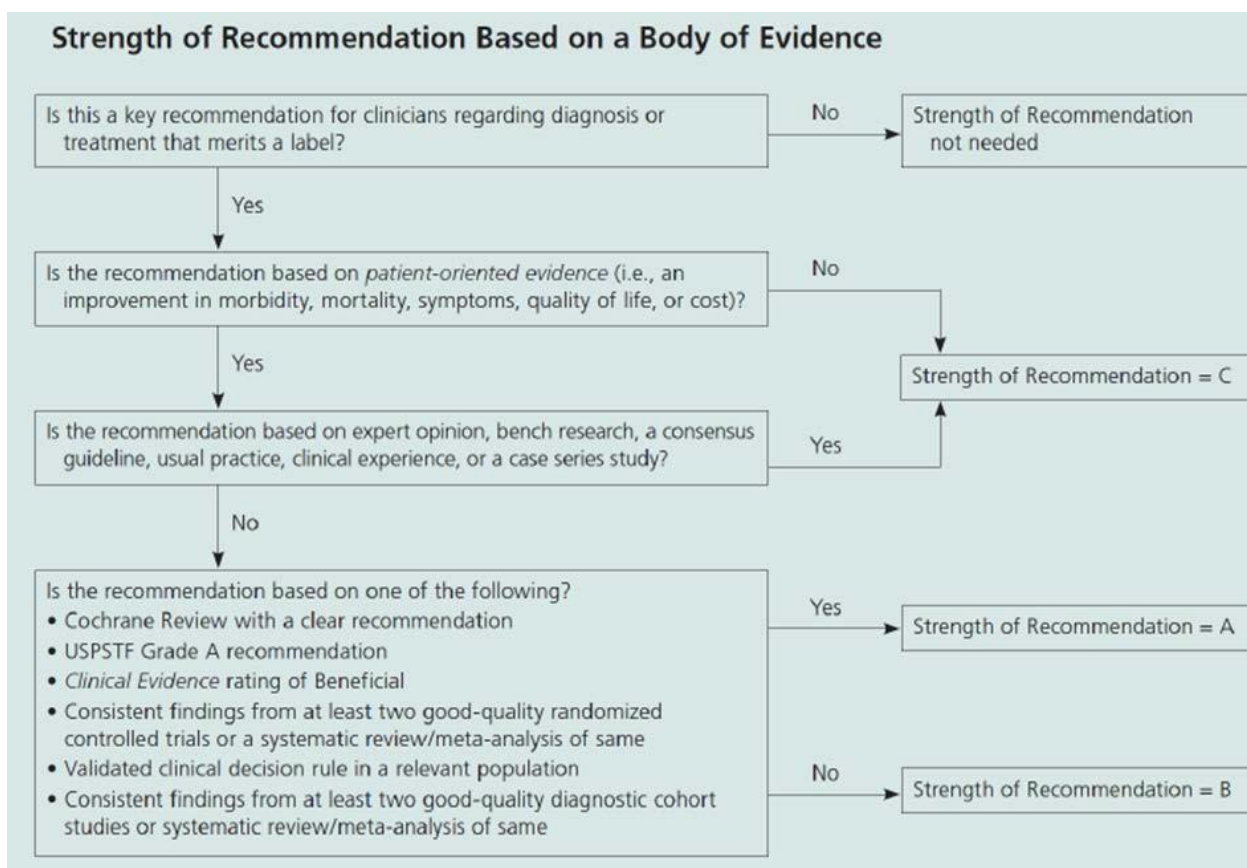 Strength of Recommendation Based on a Body of Evidence
Is this a key recommendation for clinicians regarding diagnosis or
treatment that merits a label?
No
Strength of Recommendation
not needed
Yes
Is the recommendation based on patient-oriented evidence (i.e., an
improvement in morbidity, mortality, symptoms, quality of life, or cost)?
No
Yes
Strength of Recommendation = C
Is the recommendation based on expert opinion, bench research, a consensus
guideline, usual practice, clinical experience, or a case series study?
Yes
No
Is the recommendation based on one of the following?
• Cochrane Review with a clear recommendation
• USPSTF Grade A recommendation
• Clinical Evidence rating of Beneficial
• Consistent findings from at least two good-quality randomized
controlled trials or a systematic review/meta-analysis of same
• Validated clinical decision rule in a relevant population
• Consistent findings from at least two good-quality diagnostic cohort
studies or systematic review/meta-analysis of same
Yes
Strength of Recommendation = A
No
Strength of Recommendation = B